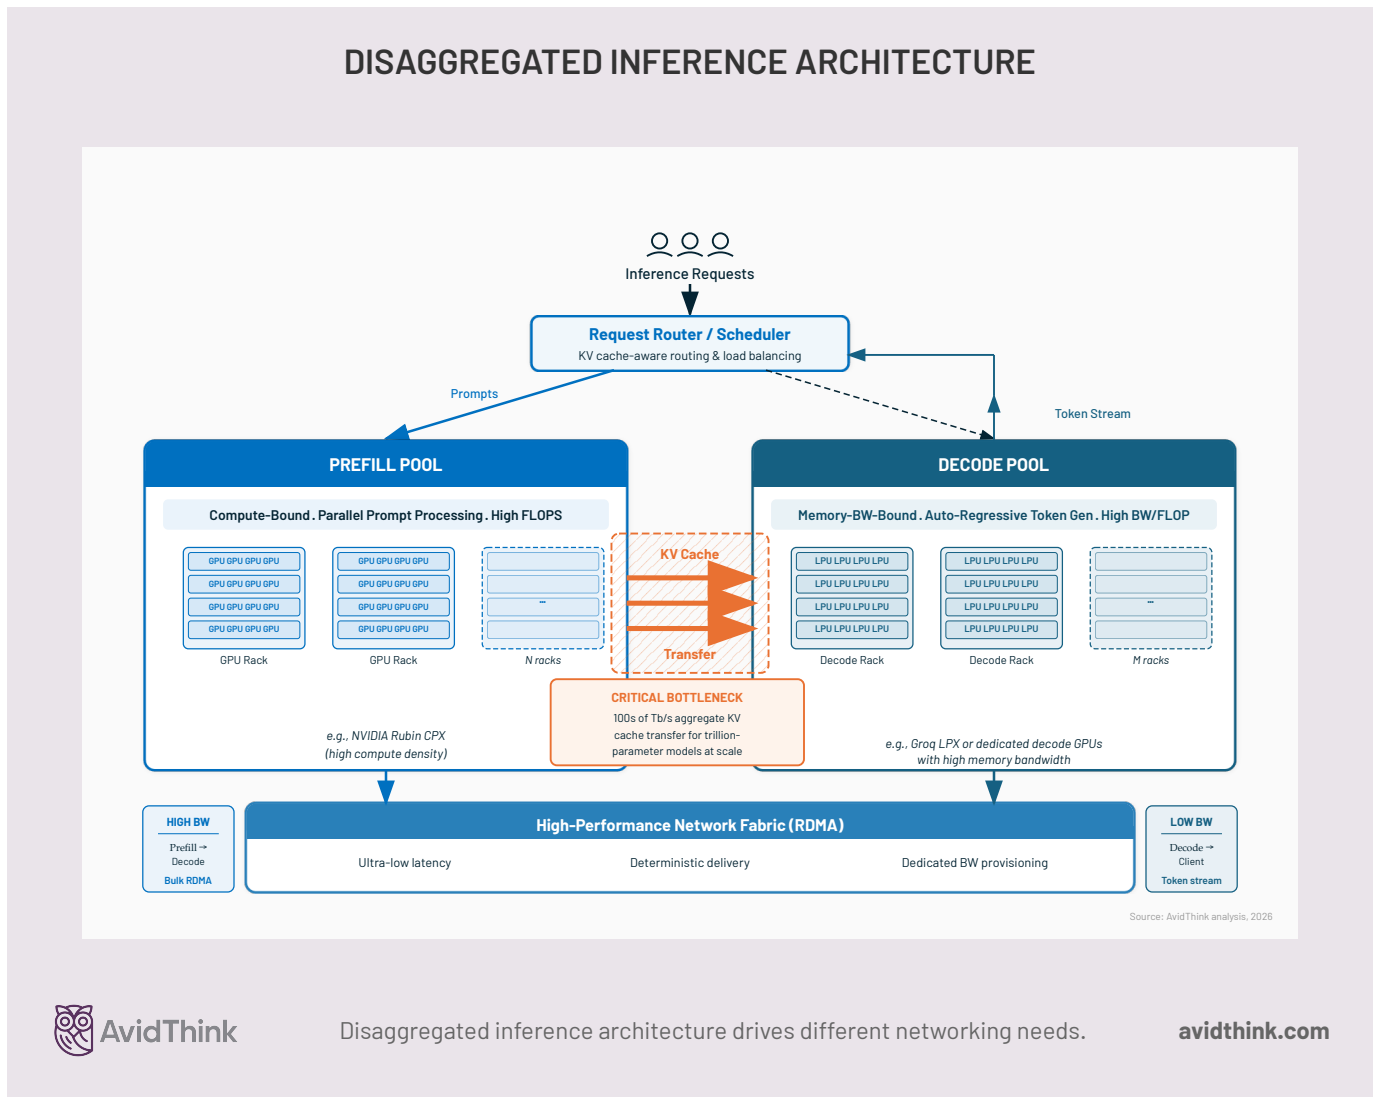 DISAGGREGATED INFERENCE ARCHITECTURE
Inference Requests
Request Router / Scheduler
KV cache-aware routing & load balancing
Prompts
Token Stream
PREFILL POOL
Compute-Bound . Parallel Prompt Processing . High FLOPS
GPU GPU GPU GPU
GPU GPU GPU GPU
GPU GPU GPU GPU
GPU GPU GPU GPU
GPU Rack
GPU GPU GPU GPU
GPU GPU GPU GPU
GPU GPU GPU GPU
GPU GPU GPU GPU
GPU Rack
...
N racks
e.g., NVIDIA Rubin CPX
(high compute density)
KV Cache
Transfer
CRITICAL BOTTLENECK
100s of Tb/s aggregate KV
cache transfer for trillion-
parameter models at scale
DECODE POOL
Memory-BW-Bound . Auto-Regressive Token Gen . High BW/FLOP
LPU LPU LPU LPU
LPU LPU LPU LPU
LPU LPU LPU LPU
LPU LPU LPU LPU
Decode Rack
LPU LPU LPU LPU
LPU LPU LPU LPU
LPU LPU LPU LPU
LPU LPU LPU LPU
Decode Rack
...
M racks
e.g., Groq LPX or dedicated decode GPUs
with high memory bandwidth
HIGH BW
Prefill →
Decode
Bulk RDMA
High-Performance Network Fabric (RDMA)
Ultra-low latency
Deterministic delivery
Dedicated BW provisioning
LOW BW
Decode →
Client
Token stream
Source: AvidThink analysis, 2026
AvidThink
Disaggregated inference architecture drives different networking needs.
avidthink.com